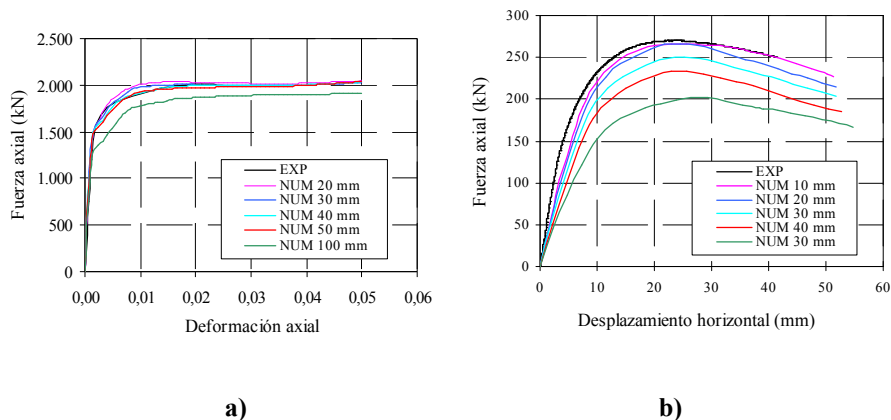 2.500
2.000
1.500
1.000
500
0
Fuerza axial (kN)
EXP
NUM 20 mm
NUM 30 mm
NUM 40 mm
NUM 50 mm
NUM 100 mm
0,00 0,01 0,02 0,03 0,04 0,05 0,06
Deformación axial
a)
300
250
200
150
100
50
0
Fuerza axial (kN)
EXP
NUM 10 mm
NUM 20 mm
NUM 30 mm
NUM 40 mm
NUM 30 mm
0 10 20 30 40 50 60
Desplazamiento horizontal (mm)
b)